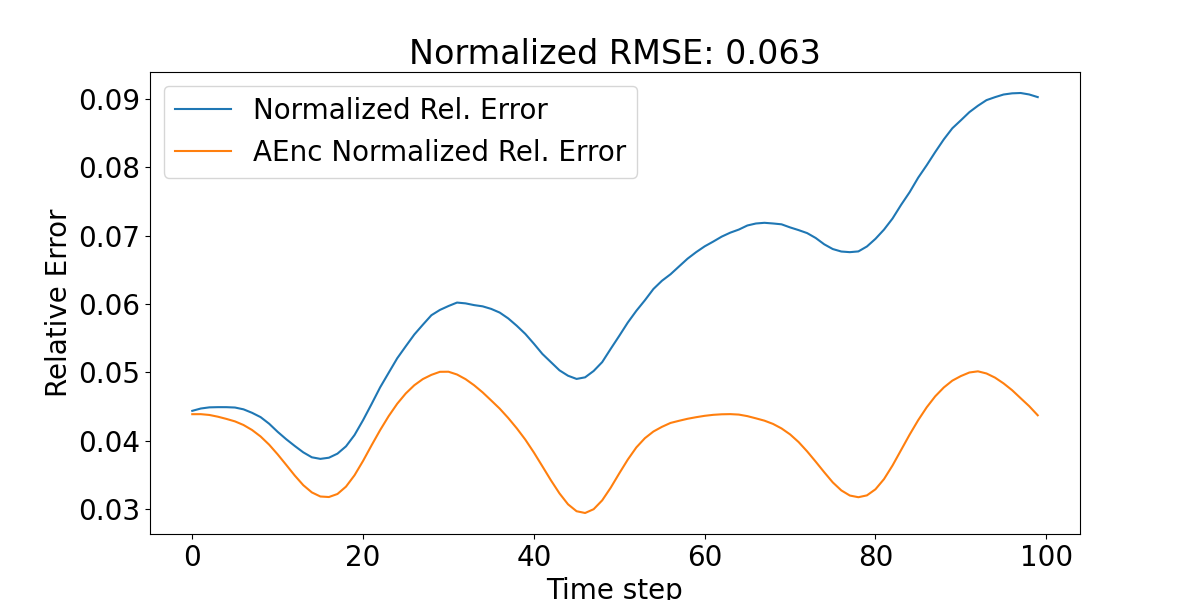 Normalized RMSE: 0.063
Normalized Rel. Error
AEnc Normalized Rel. Error
Relative Error
0.09
0.08
0.07
0.06
0.05
0.04
0.03
0 20 40 60 80 100
Time step